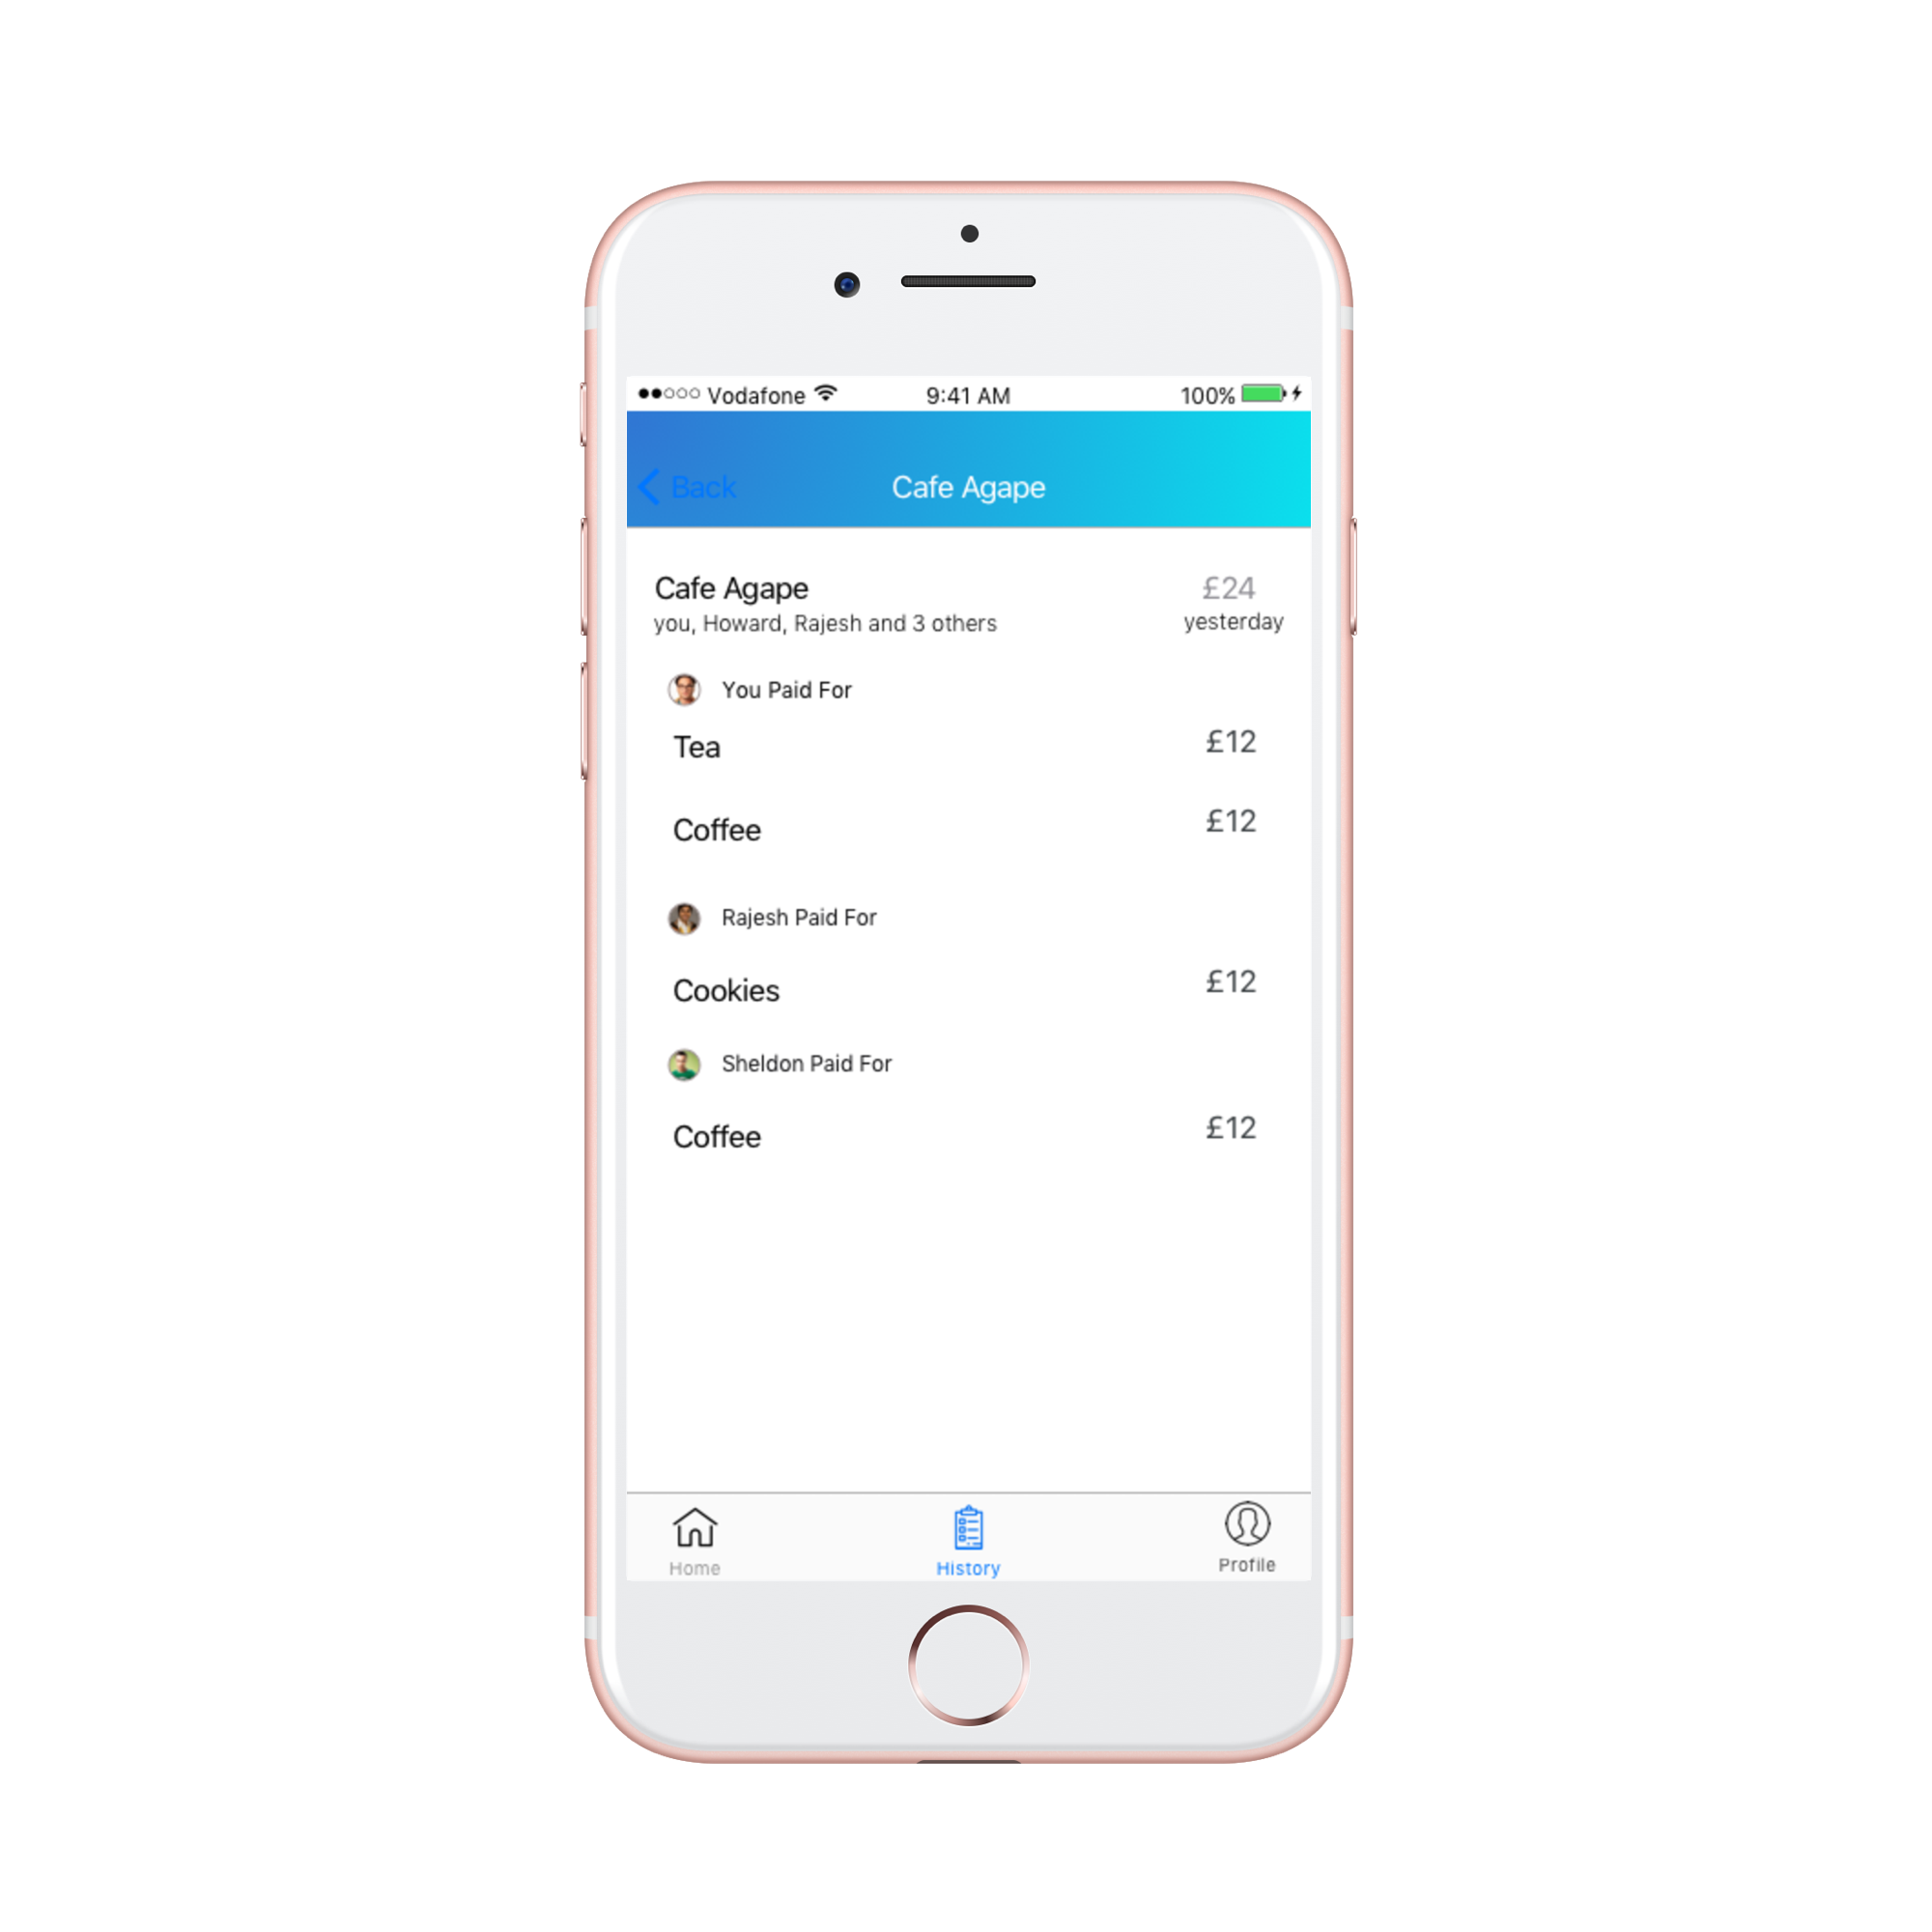 Vodafone 9:41 AM 100%
Back Cafe Agape
Cafe Agape £24
you, Howard, Rajesh and 3 others yesterday
You Paid For
Tea £12
Coffee £12
Rajesh Paid For
Cookies £12
Sheldon Paid For
Coffee £12
Home History Profile